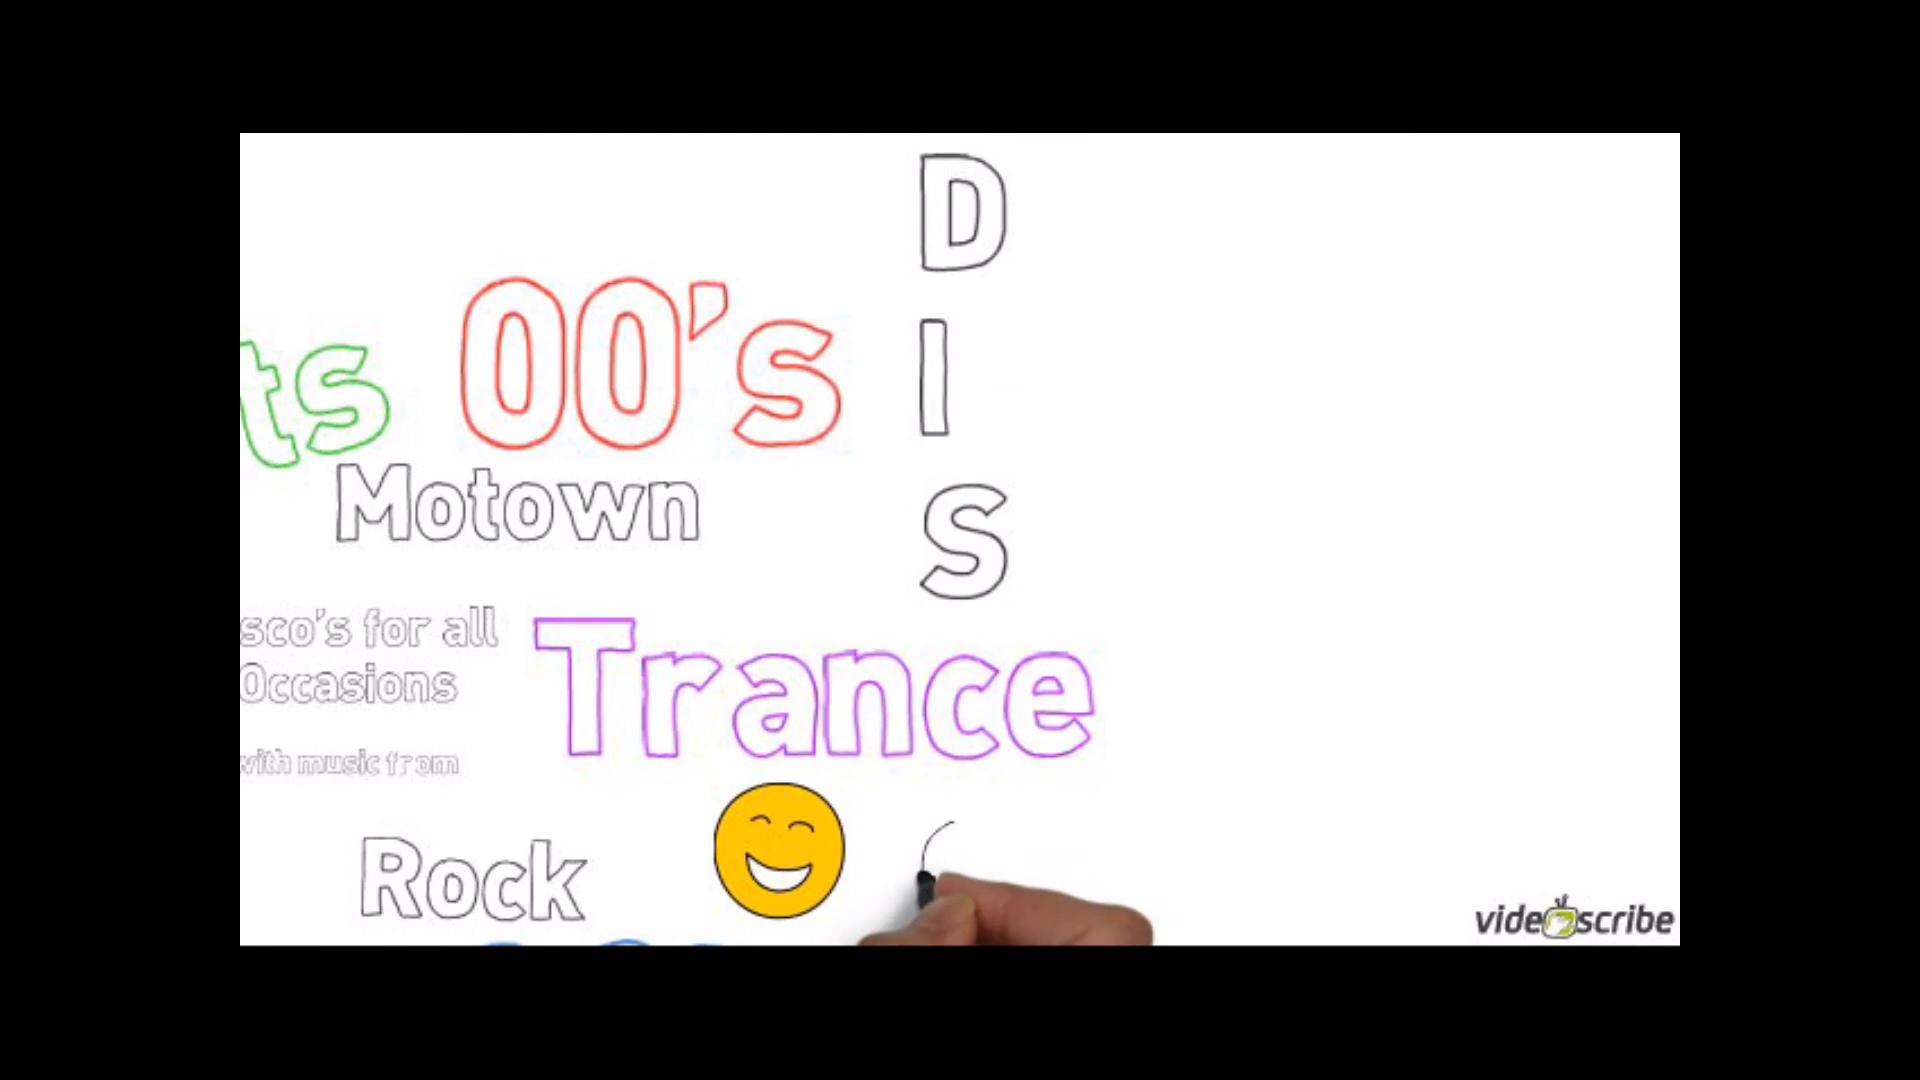 D
I
S
ts 00's
Motown
sco's for all
Occasions
with music from
Trance
Rock
videoscribe